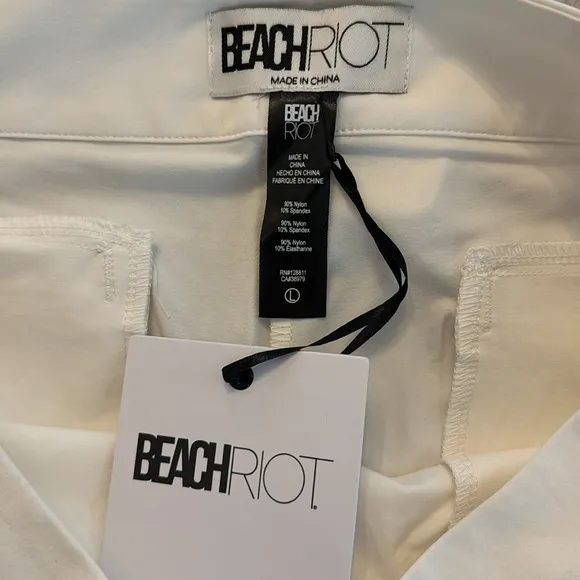 BEACHRIOT
MADE IN CHINA
BEACH
RIOT
MADE IN
CHINA
HECHO EN CHINA
FABRIQUÉ EN CHINE
90% Nylon
10% Spandex
90% Nylon
10% Spandex
90% Nylon
10% Élasthanne
RN#128811
CA#36979
L
BEACHRIOT.